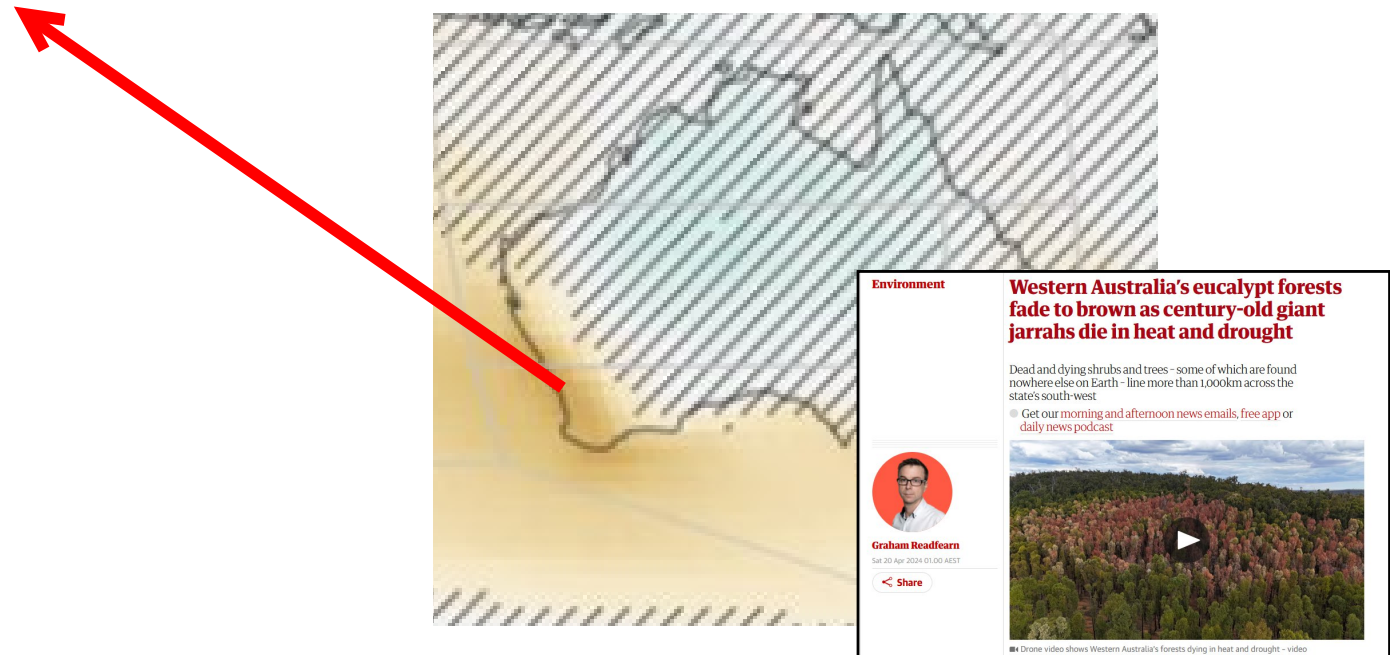 Environment
Western Australia's eucalypt forests
fade to brown as century-old giant
jarrahs die in heat and drought
Dead and dying shrubs and trees – some of which are found
nowhere else on Earth – line more than 1,000km across the
state's south-west
Get our morning and afternoon news emails, free app or
daily news podcast
Graham Readfearn
Sat 20 Apr 2024 01.00 AEST
Share
Drone video shows Western Australia's forests dying in heat and drought – video